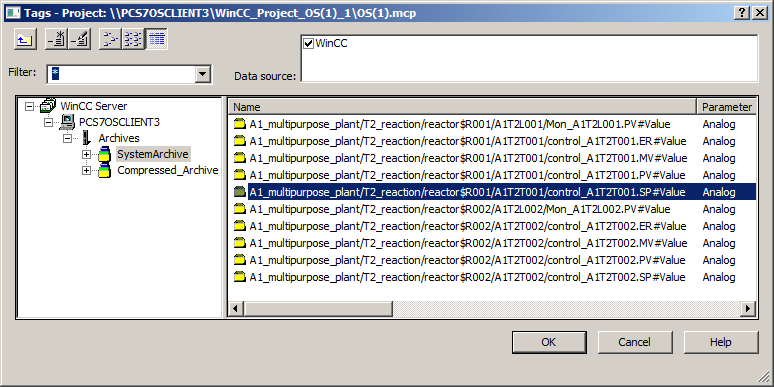 Tags - Project: \\PCS7OSCLIENT3\WinCC_Project_OS(1)_1\OS(1).mcp
WinCC
Filter:
*
Data source:
WinCC Server
PCS7OSCLIENT3
Archives
SystemArchive
Compressed_Archive
Name Parameter
A1_multipurpose_plant/T2_reaction/reactor$R001/A1T2L001/Mon_A1T2L001.PV#Value Analog
A1_multipurpose_plant/T2_reaction/reactor$R001/A1T2T001/control_A1T2T001.ER#Value Analog
A1_multipurpose_plant/T2_reaction/reactor$R001/A1T2T001/control_A1T2T001.MV#Value Analog
A1_multipurpose_plant/T2_reaction/reactor$R001/A1T2T001/control_A1T2T001.PV#Value Analog
A1_multipurpose_plant/T2_reaction/reactor$R001/A1T2T001/control_A1T2T001.SP#Value Analog
A1_multipurpose_plant/T2_reaction/reactor$R002/A1T2L002/Mon_A1T2L002.PV#Value Analog
A1_multipurpose_plant/T2_reaction/reactor$R002/A1T2T002/control_A1T2T002.ER#Value Analog
A1_multipurpose_plant/T2_reaction/reactor$R002/A1T2T002/control_A1T2T002.MV#Value Analog
A1_multipurpose_plant/T2_reaction/reactor$R002/A1T2T002/control_A1T2T002.PV#Value Analog
A1_multipurpose_plant/T2_reaction/reactor$R002/A1T2T002/control_A1T2T002.SP#Value Analog
OK Cancel Help